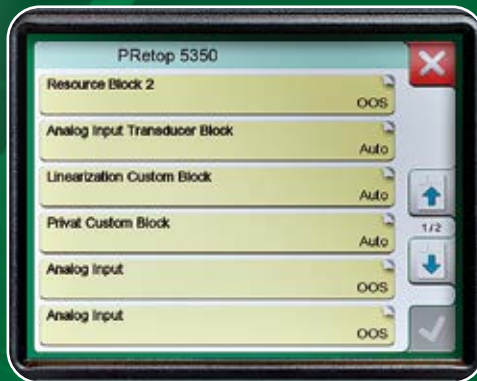 PRetop 5350
Resource Block 2
OOS
Analog Input Transducer Block
Auto
Linearization Custom Block
Auto
Privat Custom Block
Auto
1/2
Analog Input
OOS
Analog Input
OOS